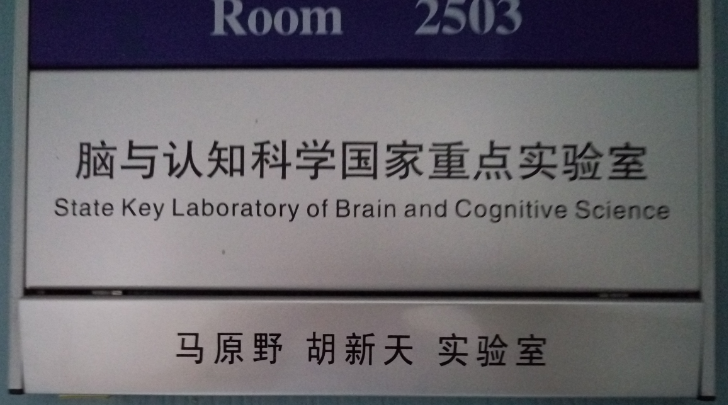 Room 2503
脑与认知科学国家重点实验室
State Key Laboratory of Brain and Cognitive Science
马原野 胡新天 实验室